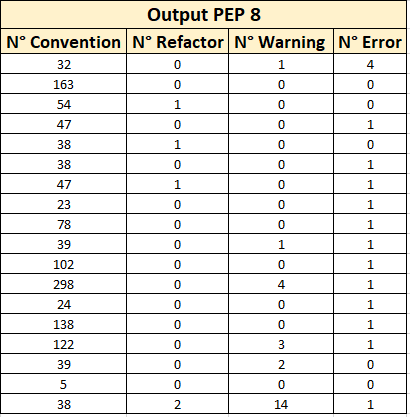 Output PEP 8
N° Convention N° Refactor N° Warning N° Error
32 0 1 4
163 0 0 0
54 1 0 0
47 0 0 1
38 1 0 0
38 0 0 1
47 1 0 1
23 0 0 1
78 0 0 1
39 0 1 1
102 0 0 1
298 0 4 1
24 0 0 1
138 0 0 1
122 0 3 1
39 0 2 0
5 0 0 0
38 2 14 1